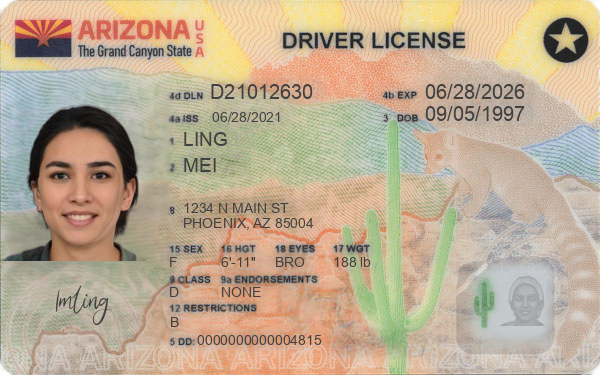 ARIZONA USA
The Grand Canyon State
DRIVER LICENSE
4d DLN D21012630
4b EXP 06/28/2026
4a ISS 06/28/2021
3 DOB 09/05/1997
1 LING
2 MEI
8 1234 N MAIN ST
PHOENIX, AZ 85004
15 SEX 16 HGT 18 EYES 17 WGT
F 6'-11" BRO 188 lb
9 CLASS 9a ENDORSEMENTS
D NONE
12 RESTRICTIONS
B
5 DD: 0000000000004815
lmling
ARIZONA ARIZONA ARIZONA ARIZONA